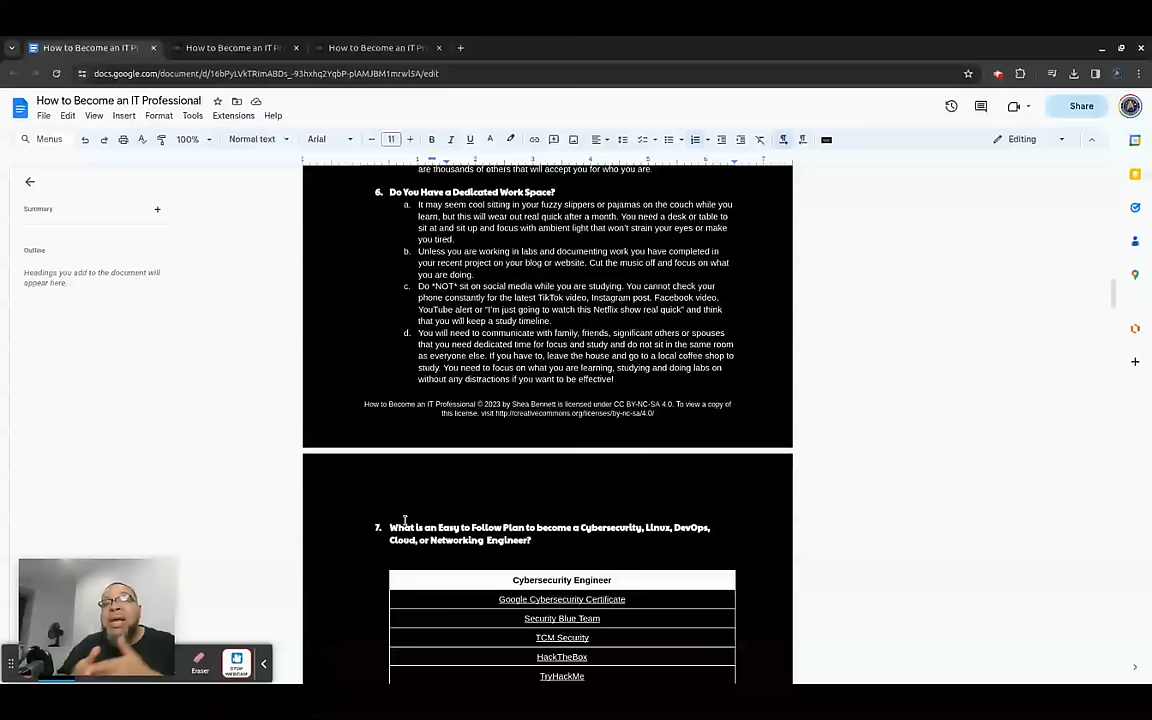 How to Become an IT P
How to Become an IT P
How to Become an IT P
docs.google.com/document/d/16bPyLVkTRImABDs_-93hxhq2YqbP-plAMJBM1mrwl5A/edit
How to Become an IT Professional
File Edit View Insert Format Tools Extensions Help
Share
Menus 100% Normal text Arial 11 B I U A Editing
1 1 2 3 4 5 6 7
Summary
Outline
Headings you add to the document will
appear here.
are thousands of others that will accept you for who you are.
6. Do You Have a Dedicated Work Space?
a. It may seem cool sitting in your fuzzy slippers or pajamas on the couch while you
learn, but this will wear out real quick after a month. You need a desk or table to
sit at and sit up and focus with ambient light that won't strain your eyes or make
you tired.
b. Unless you are working in labs and documenting work you have completed in
your recent project on your blog or website. Cut the music off and focus on what
you are doing.
c. Do *NOT* sit on social media while you are studying. You cannot check your
phone constantly for the latest TikTok video, Instagram post, Facebook video,
YouTube alert or "I'm just going to watch this Netflix show real quick" and think
that you will keep a study timeline.
d. You will need to communicate with family, friends, significant others or spouses
that you need dedicated time for focus and study and do not sit in the same room
as everyone else. If you have to, leave the house and go to a local coffee shop to
study. You need to focus on what you are learning, studying and doing labs on
without any distractions if you want to be effective!
How to Become an IT Professional © 2023 by Shea Bennett is licensed under CC BY-NC-SA 4.0. To view a copy of
this license, visit http://creativecommons.org/licenses/by-nc-sa/4.0/
7. What is an Easy to Follow Plan to become a Cybersecurity, Linux, DevOps,
Cloud, or Networking Engineer?
Cybersecurity Engineer
Google Cybersecurity Certificate
Security Blue Team
TCM Security
HackTheBox
TryHackMe
Eraser
STOP
WEBCAM